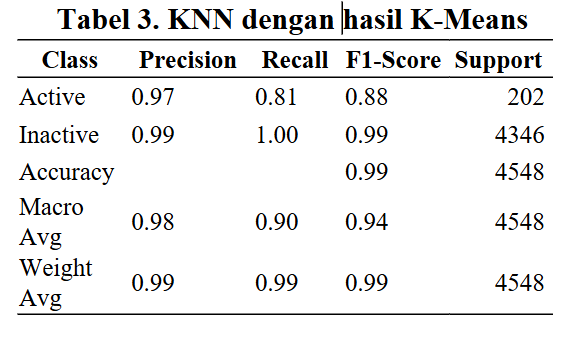 Tabel 3. KNN dengan hasil K-Means
Class Precision Recall F1-Score Support
Active 0.97 0.81 0.88 202
Inactive 0.99 1.00 0.99 4346
Accuracy 0.99 4548
Macro
Avg 0.98 0.90 0.94 4548
Weight
Avg 0.99 0.99 0.99 4548